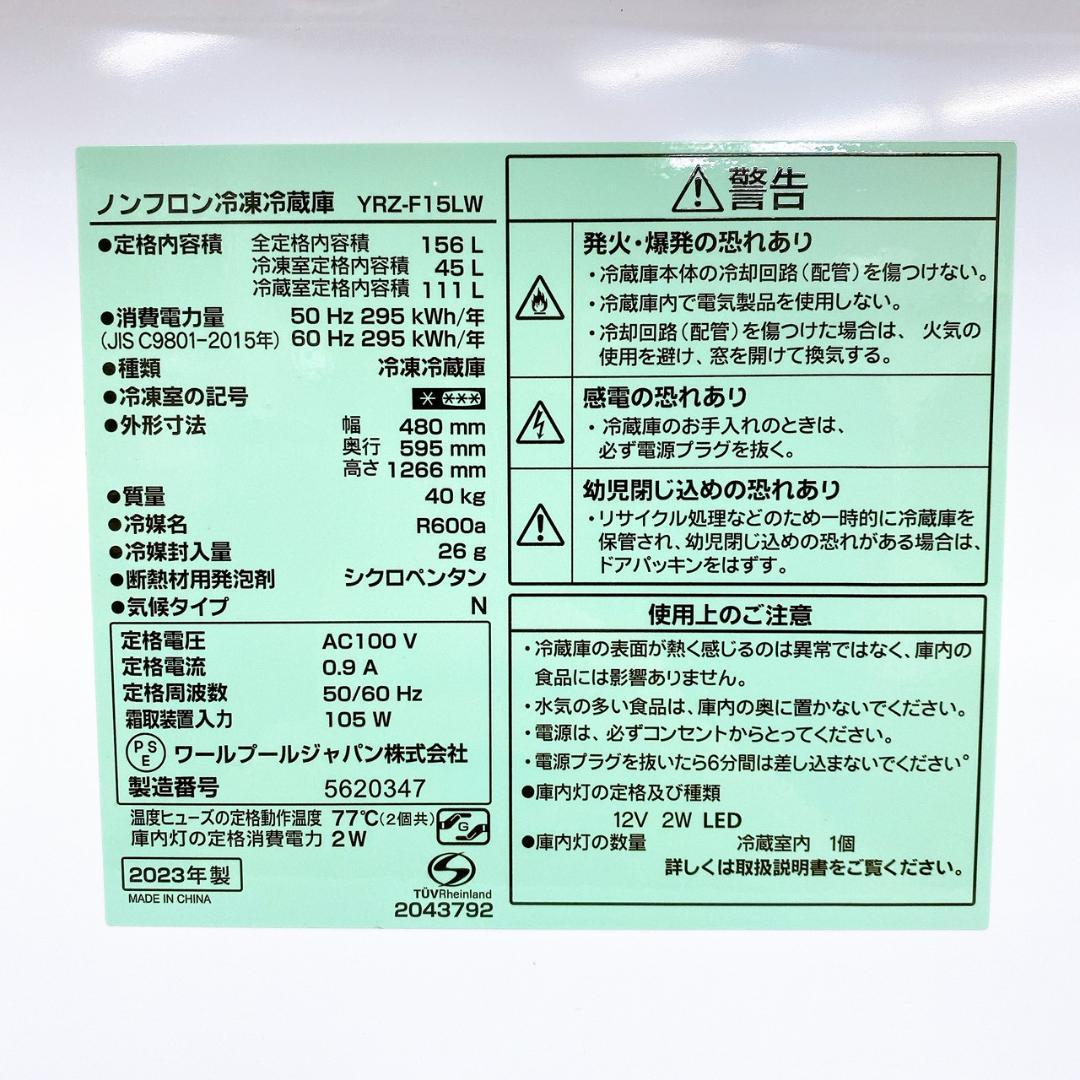 ノンフロン冷凍冷蔵庫 YRZ-F15LW
●定格内容積 全定格内容積 156 L
冷凍室定格内容積 45 L
冷蔵室定格内容積 111 L
●消費電力量 50 Hz 295 kWh/年
(JIS C9801-2015年) 60 Hz 295 kWh/年
●種類 冷凍冷蔵庫
●冷凍室の記号
●外形寸法 幅 480 mm
奥行 595 mm
高さ 1266 mm
●質量 40 kg
●冷媒名 R600a
●冷媒封入量 26 g
●断熱材用発泡剤 シクロペンタン
●気候タイプ N
定格電圧 AC100 V
定格電流 0.9 A
定格周波数 50/60 Hz
霜取装置入力 105 W
PSE ワールプールジャパン株式会社
製造番号 5620347
温度ヒューズの定格動作温度 77℃(2個共)
G
庫内灯の定格消費電力 2W
2023年製
MADE IN CHINA
TÜVRheinland
2043792
警告
発火・爆発の恐れあり
・冷蔵庫本体の冷却回路(配管)を傷つけない。
・冷蔵庫内で電気製品を使用しない。
・冷却回路(配管)を傷つけた場合は、火気の
使用を避け、窓を開けて換気する。
感電の恐れあり
・冷蔵庫のお手入れのときは、
必ず電源プラグを抜く。
幼児閉じ込めの恐れあり
・リサイクル処理などのため一時的に冷蔵庫を
保管され、幼児閉じ込めの恐れがある場合は、
ドアパッキンをはずす。
使用上のご注意
・冷蔵庫の表面が熱く感じるのは異常ではなく、庫内の
食品には影響ありません。
・水気の多い食品は、庫内の奥に置かないでください。
・電源は、必ずコンセントからとってください。
・電源プラグを抜いたら6分間は差し込まないでください。
●庫内灯の定格及び種類
12V 2W LED
●庫内灯の数量 冷蔵室内 1個
詳しくは取扱説明書をご覧ください。